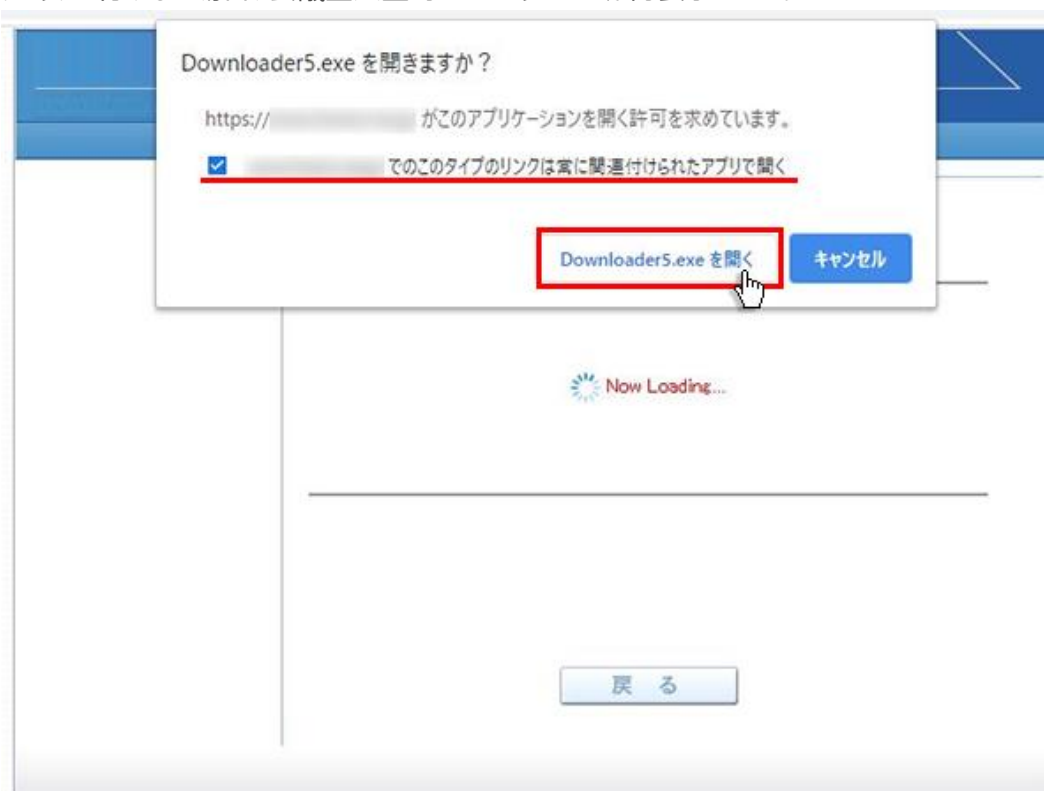 Downloader5.exe を開きますか？
https:// がこのアプリケーションを開く許可を求めています。
でのこのタイプのリンクは常に関連付けられたアプリで開く
Downloader5.exe を開く
キャンセル
Now Loading...
戻 る